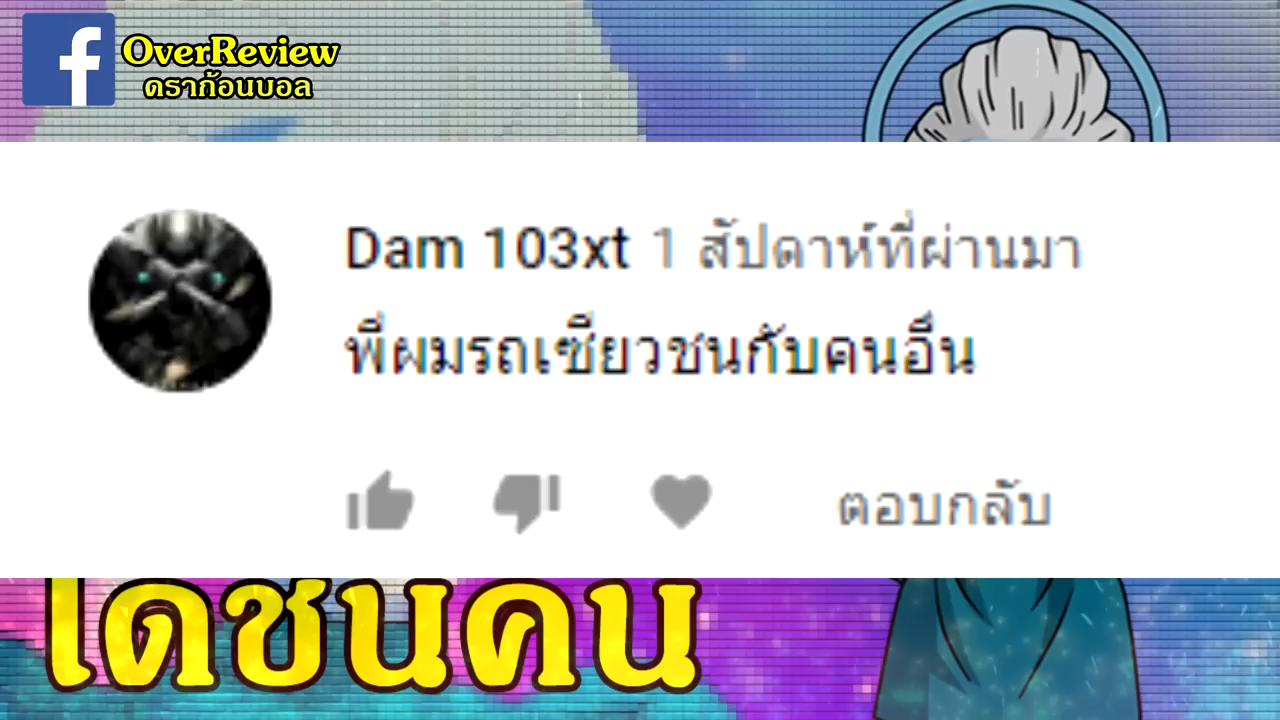 OverReview
ดราก้อนบอล
Dam 103xt 1 สัปดาห์ที่ผ่านมา
พี่ผมรถเซียวชนกับคนอื่น
ตอบกลับ
ไดชนคน